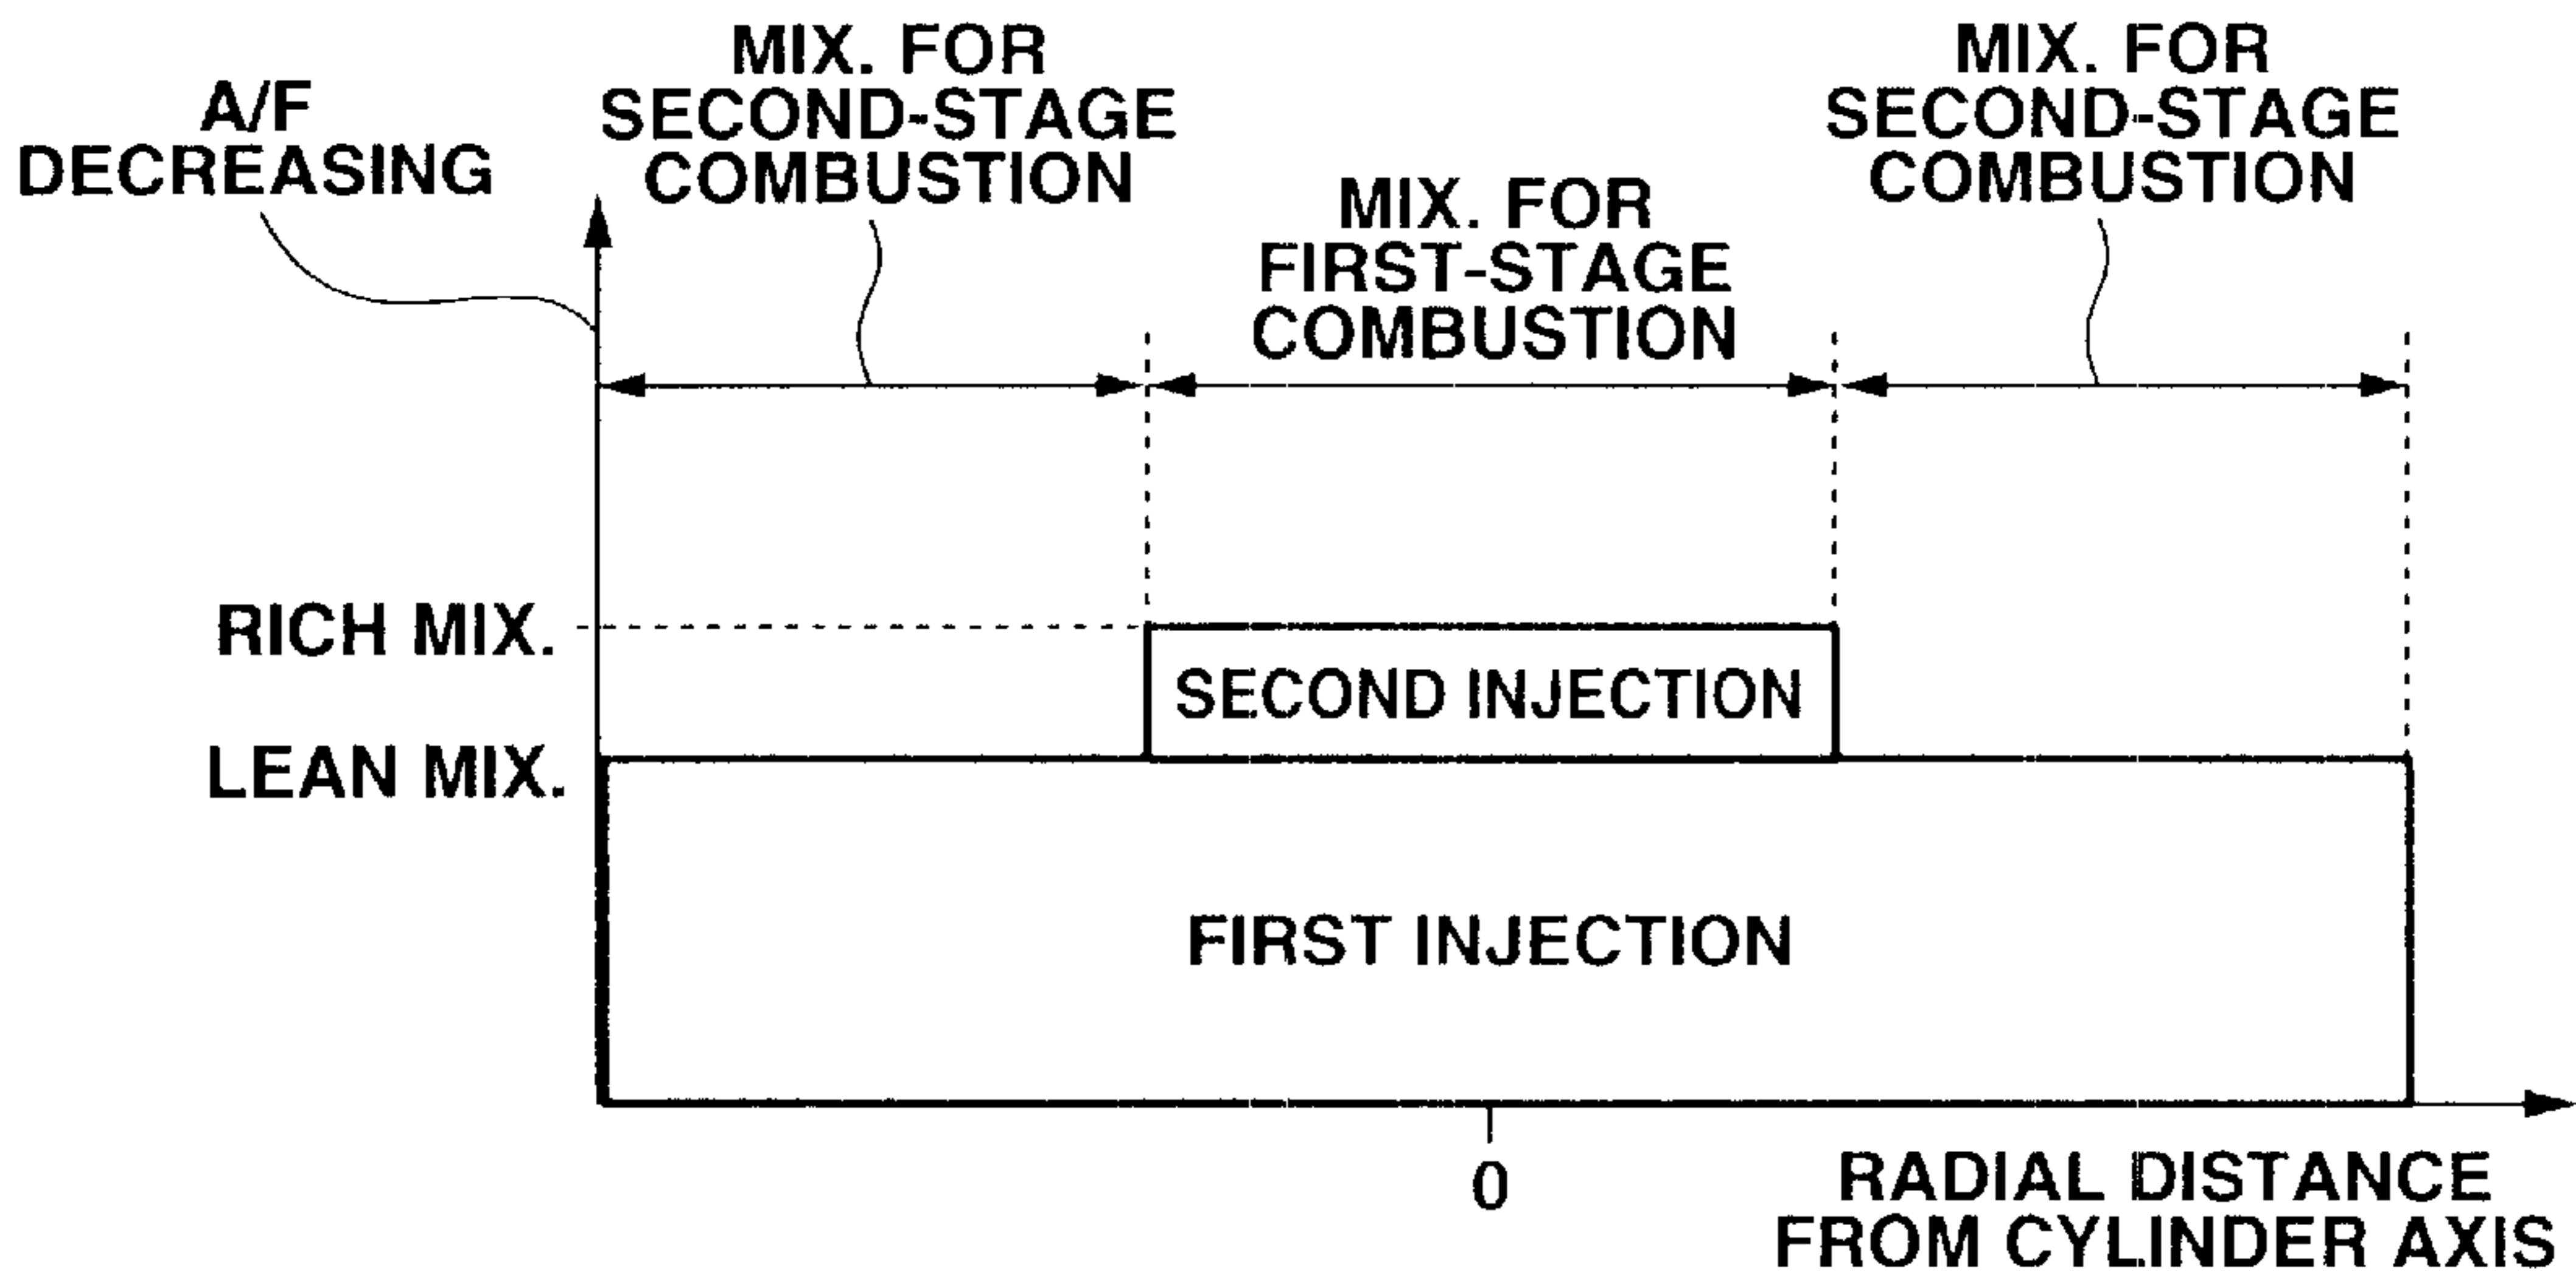 A/F
DECREASING
MIX. FOR
SECOND-STAGE
COMBUSTION
MIX. FOR
FIRST-STAGE
COMBUSTION
MIX. FOR
SECOND-STAGE
COMBUSTION
RICH MIX.
SECOND INJECTION
LEAN MIX.
FIRST INJECTION
0
RADIAL DISTANCE
FROM CYLINDER AXIS